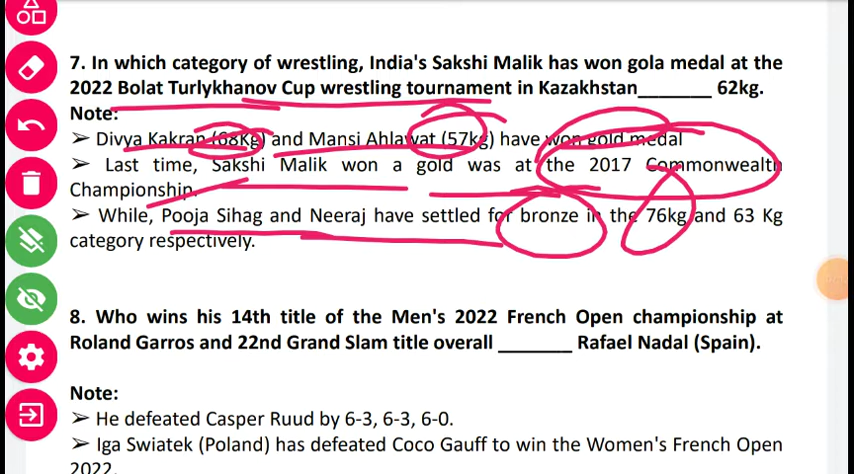 7. In which category of wrestling, India's Sakshi Malik has won gola medal at the
2022 Bolat Turlykhanov Cup wrestling tournament in Kazakhstan_______ 62kg.
Note:
➢ Divya Kakran (68Kg) and Mansi Ahlawat (57kg) have won gold medal
➢ Last time, Sakshi Malik won a gold was at the 2017 Commonwealth
Championship.
➢ While, Pooja Sihag and Neeraj have settled for bronze in the 76kg and 63 Kg
category respectively.
8. Who wins his 14th title of the Men's 2022 French Open championship at
Roland Garros and 22nd Grand Slam title overall _______ Rafael Nadal (Spain).
Note:
➢ He defeated Casper Ruud by 6-3, 6-3, 6-0.
➢ Iga Swiatek (Poland) has defeated Coco Gauff to win the Women's French Open
2022.